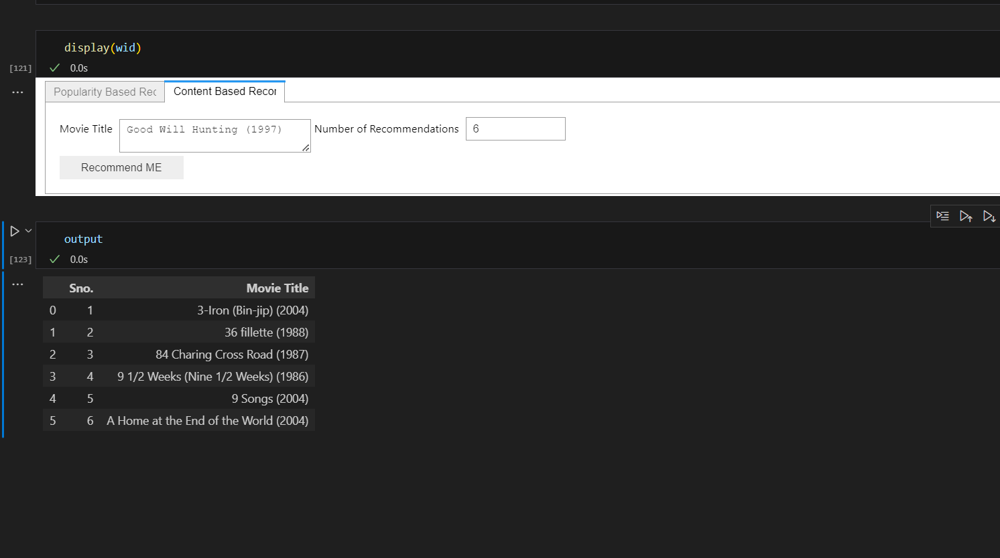 display(wid)
[121] 0.0s
...
Popularity Based Rec Content Based Recor
Movie Title Good Will Hunting (1997) Number of Recommendations 6
Recommend ME
output
[123] 0.0s
...
Sno. Movie Title
0 1 3-Iron (Bin-jip) (2004)
1 2 36 fillette (1988)
2 3 84 Charing Cross Road (1987)
3 4 9 1/2 Weeks (Nine 1/2 Weeks) (1986)
4 5 9 Songs (2004)
5 6 A Home at the End of the World (2004)